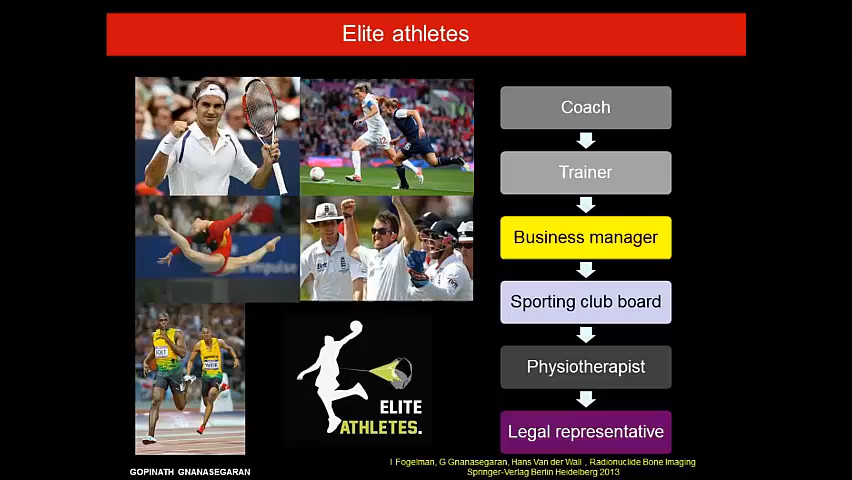 Elite athletes
Coach
Trainer
Business manager
Sporting club board
Physiotherapist
Legal representative
ELITE
ATHLETES.
BOLT
GOPINATH GNANASEGARAN
I Fogelman, G Gnanasegaran, Hans Van der Wall , Radionuclide Bone Imaging
Springer-Verlag Berlin Heidelberg 2013